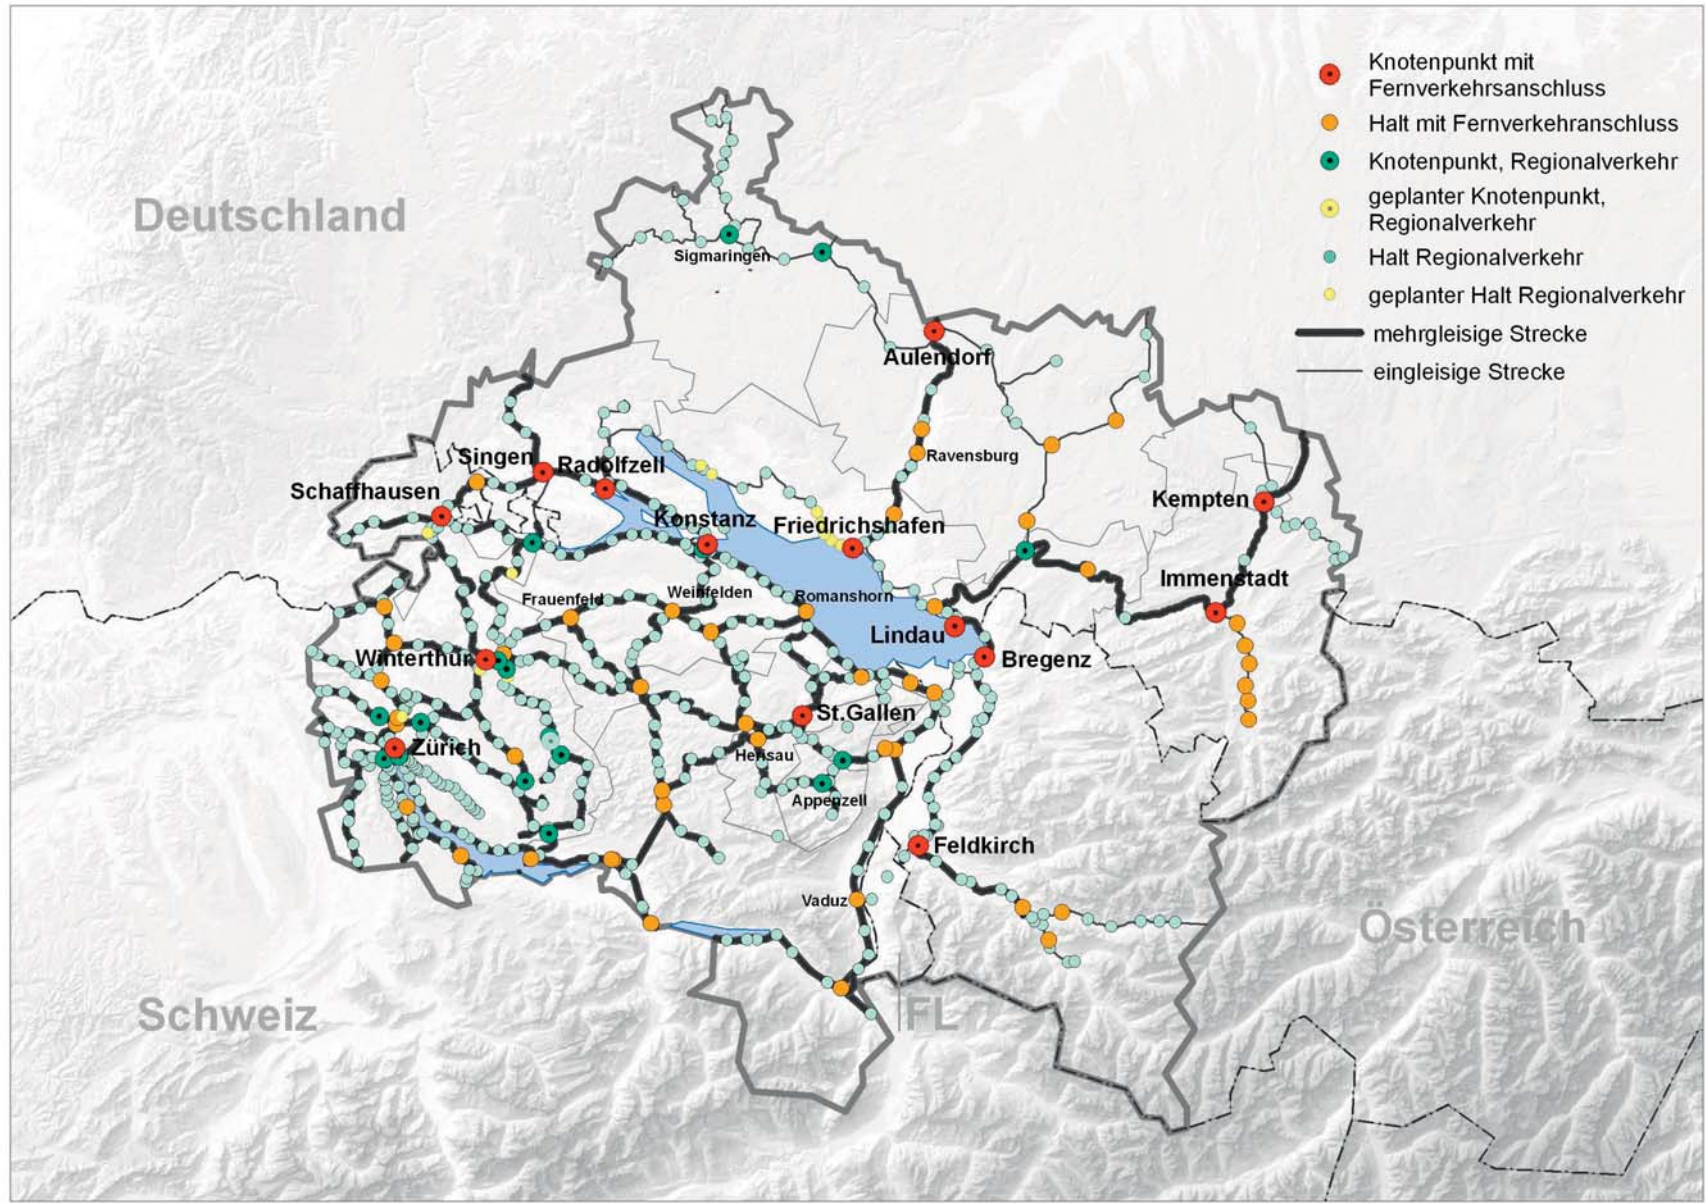 Knotenpunkt mit
Fernverkehrsanschluss
Halt mit Fernverkehranschluss
Knotenpunkt, Regionalverkehr
geplanter Knotenpunkt,
Regionalverkehr
Halt Regionalverkehr
geplanter Halt Regionalverkehr
mehrgleisige Strecke
eingleisige Strecke
Deutschland
Sigmaringen
Aulendorf
Singen
Radolfzell
Ravensburg
Schaffhausen
Kempten
Konstanz
Friedrichshafen
Immenstadt
Weinfelden
Frauenfeld
Romanshorn
Lindau
Winterthur
Bregenz
St.Gallen
Zürich
Herisau
Appenzell
Feldkirch
Vaduz
Österreich
Schweiz
FL